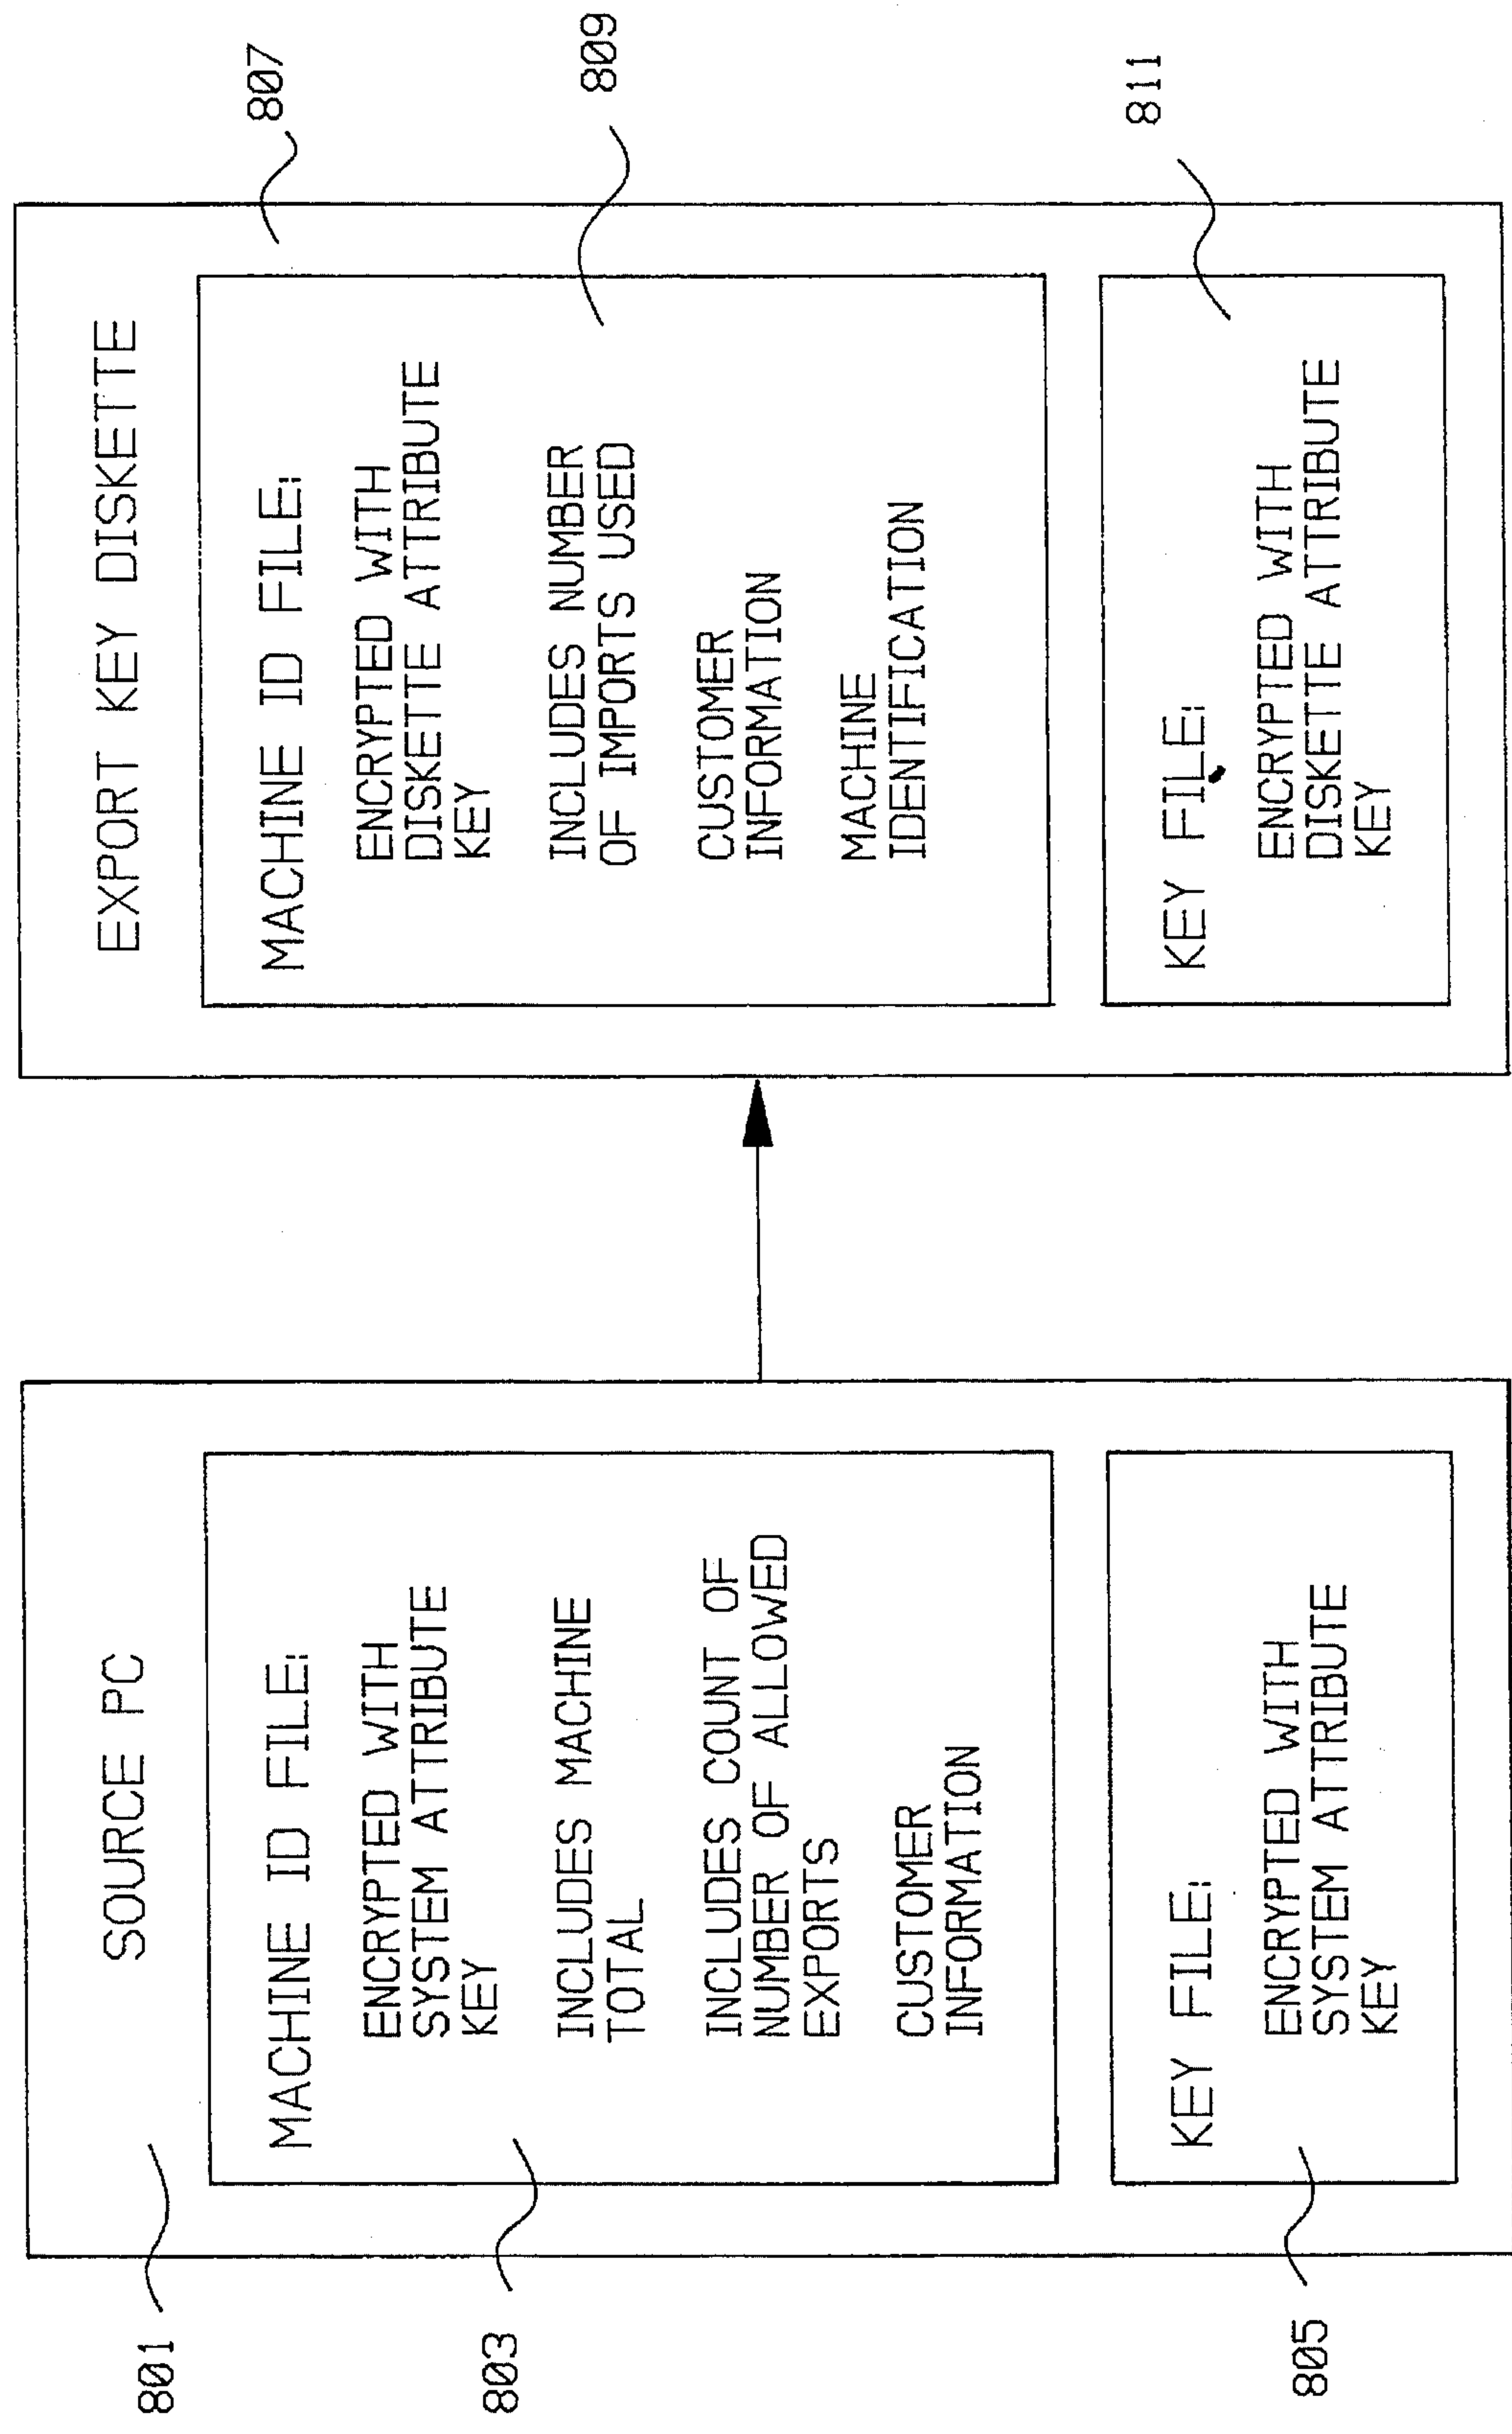 SOURCE PC
801
MACHINE ID FILE:
ENCRYPTED WITH
SYSTEM ATTRIBUTE
KEY
INCLUDES MACHINE
TOTAL
INCLUDES COUNT OF
NUMBER OF ALLOWED
EXPORTS
CUSTOMER
INFORMATION
803
KEY FILE:
ENCRYPTED WITH
SYSTEM ATTRIBUTE
KEY
805
EXPORT KEY DISKETTE
807
MACHINE ID FILE:
ENCRYPTED WITH
DISKETTE ATTRIBUTE
KEY
INCLUDES NUMBER
OF IMPORTS USED
CUSTOMER
INFORMATION
MACHINE
IDENTIFICATION
809
KEY FILE:
ENCRYPTED WITH
DISKETTE ATTRIBUTE
KEY
811